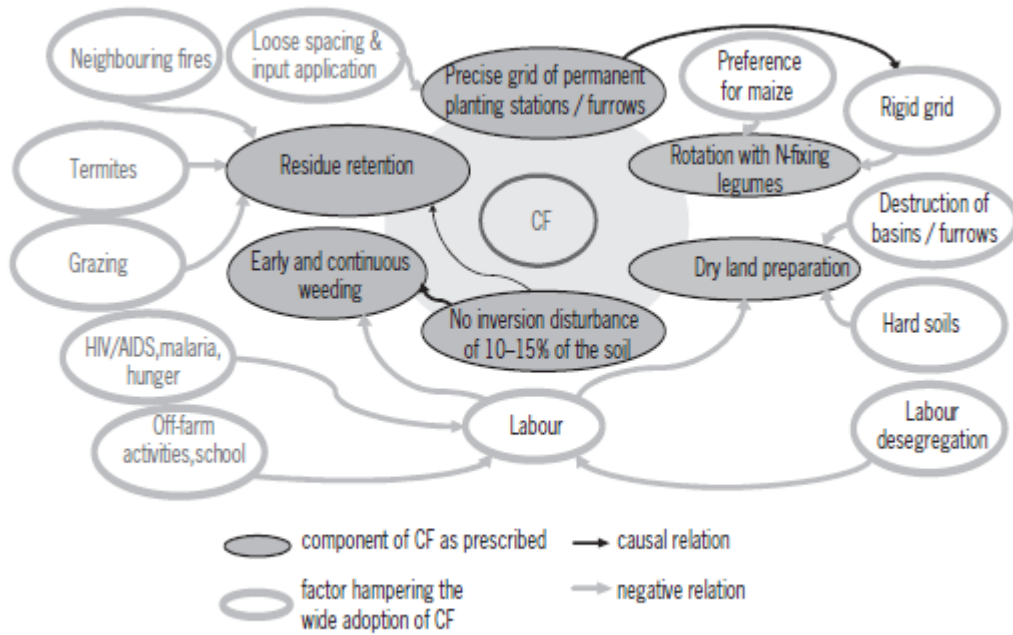 Neighbouring fires
Loose spacing &
input application
Precise grid of permanent
planting stations / furrows
Preference
for maize
Rigid grid
Termites
Residue retention
Rotation with N-fixing
legumes
CF
Destruction of
basins / furrows
Grazing
Early and continuous
weeding
Dry land preparation
No inversion disturbance
of 10–15% of the soil
Hard soils
HIV/AIDS,malaria,
hunger
Off-farm
activities,school
Labour
Labour
desegregation
component of CF as prescribed
causal relation
factor hampering the
wide adoption of CF
negative relation